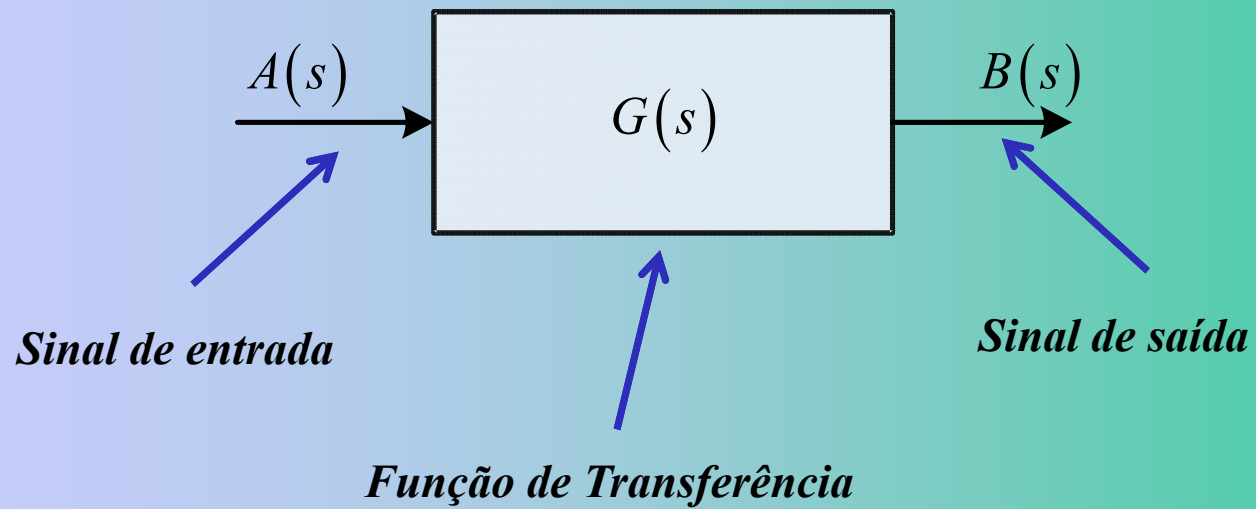 A(s)
G(s)
B(s)
Sinal de entrada
Sinal de saída
Função de Transferência